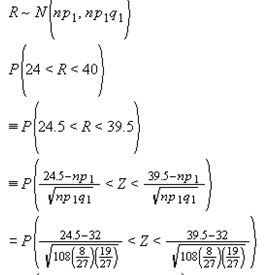 R ~ N(np₁, np₁q₁)
P(24 < R < 40)
≡ P(24.5 < R < 39.5)
≡ P((24.5−np₁)/√(np₁q₁) < Z < (39.5−np₁)/√(np₁q₁))
= P((24.5−32)/√(108(8/27)(19/27)) < Z < (39.5−32)/√(108(8/27)(19/27)))